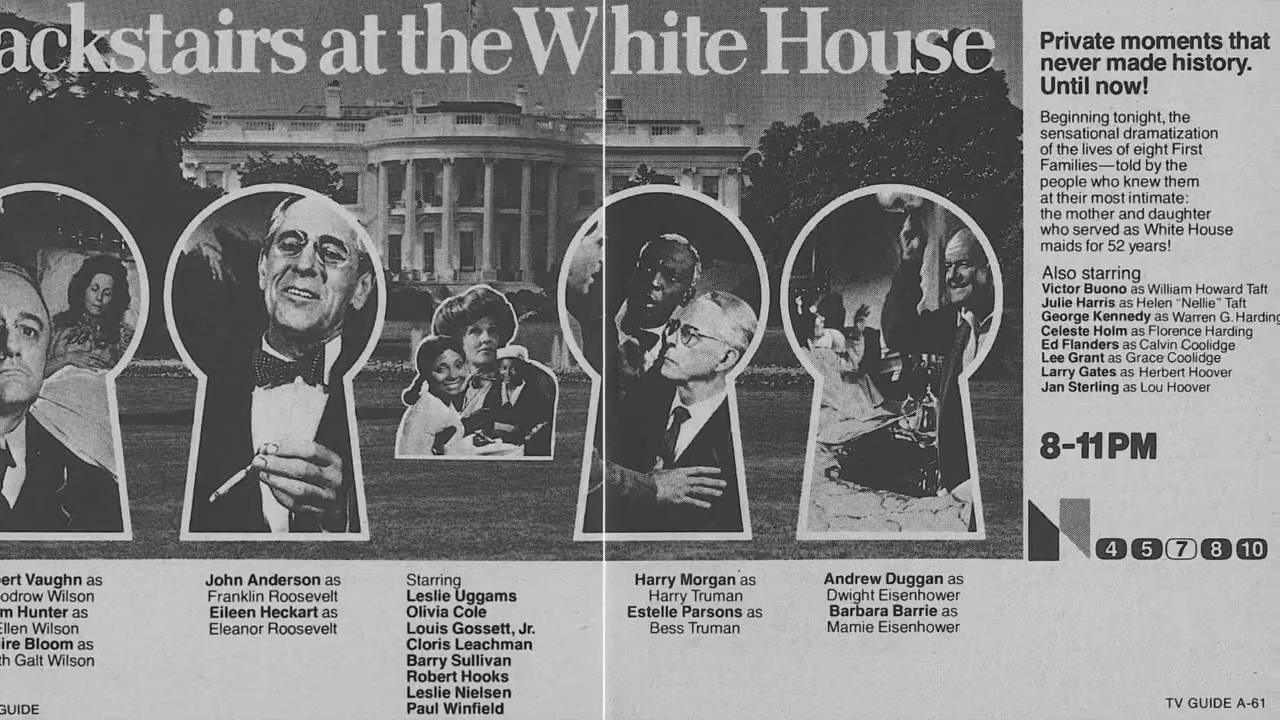 ackstairs at the White House
Private moments that
never made history.
Until now!
Beginning tonight, the
sensational dramatization
of the lives of eight First
Families—told by the
people who knew them
at their most intimate:
the mother and daughter
who served as White House
maids for 52 years!
Also starring
Victor Buono as William Howard Taft
Julie Harris as Helen “Nellie” Taft
George Kennedy as Warren G. Harding
Celeste Holm as Florence Harding
Ed Flanders as Calvin Coolidge
Lee Grant as Grace Coolidge
Larry Gates as Herbert Hoover
Jan Sterling as Lou Hoover
8-11PM
4 5 7 8 10
ert Vaughn as
odrow Wilson
m Hunter as
Ellen Wilson
ire Bloom as
th Galt Wilson
John Anderson as
Franklin Roosevelt
Eileen Heckart as
Eleanor Roosevelt
Starring
Leslie Uggams
Olivia Cole
Louis Gossett, Jr.
Cloris Leachman
Barry Sullivan
Robert Hooks
Leslie Nielsen
Paul Winfield
Harry Morgan as
Harry Truman
Estelle Parsons as
Bess Truman
Andrew Duggan as
Dwight Eisenhower
Barbara Barrie as
Mamie Eisenhower
GUIDE
TV GUIDE A-61